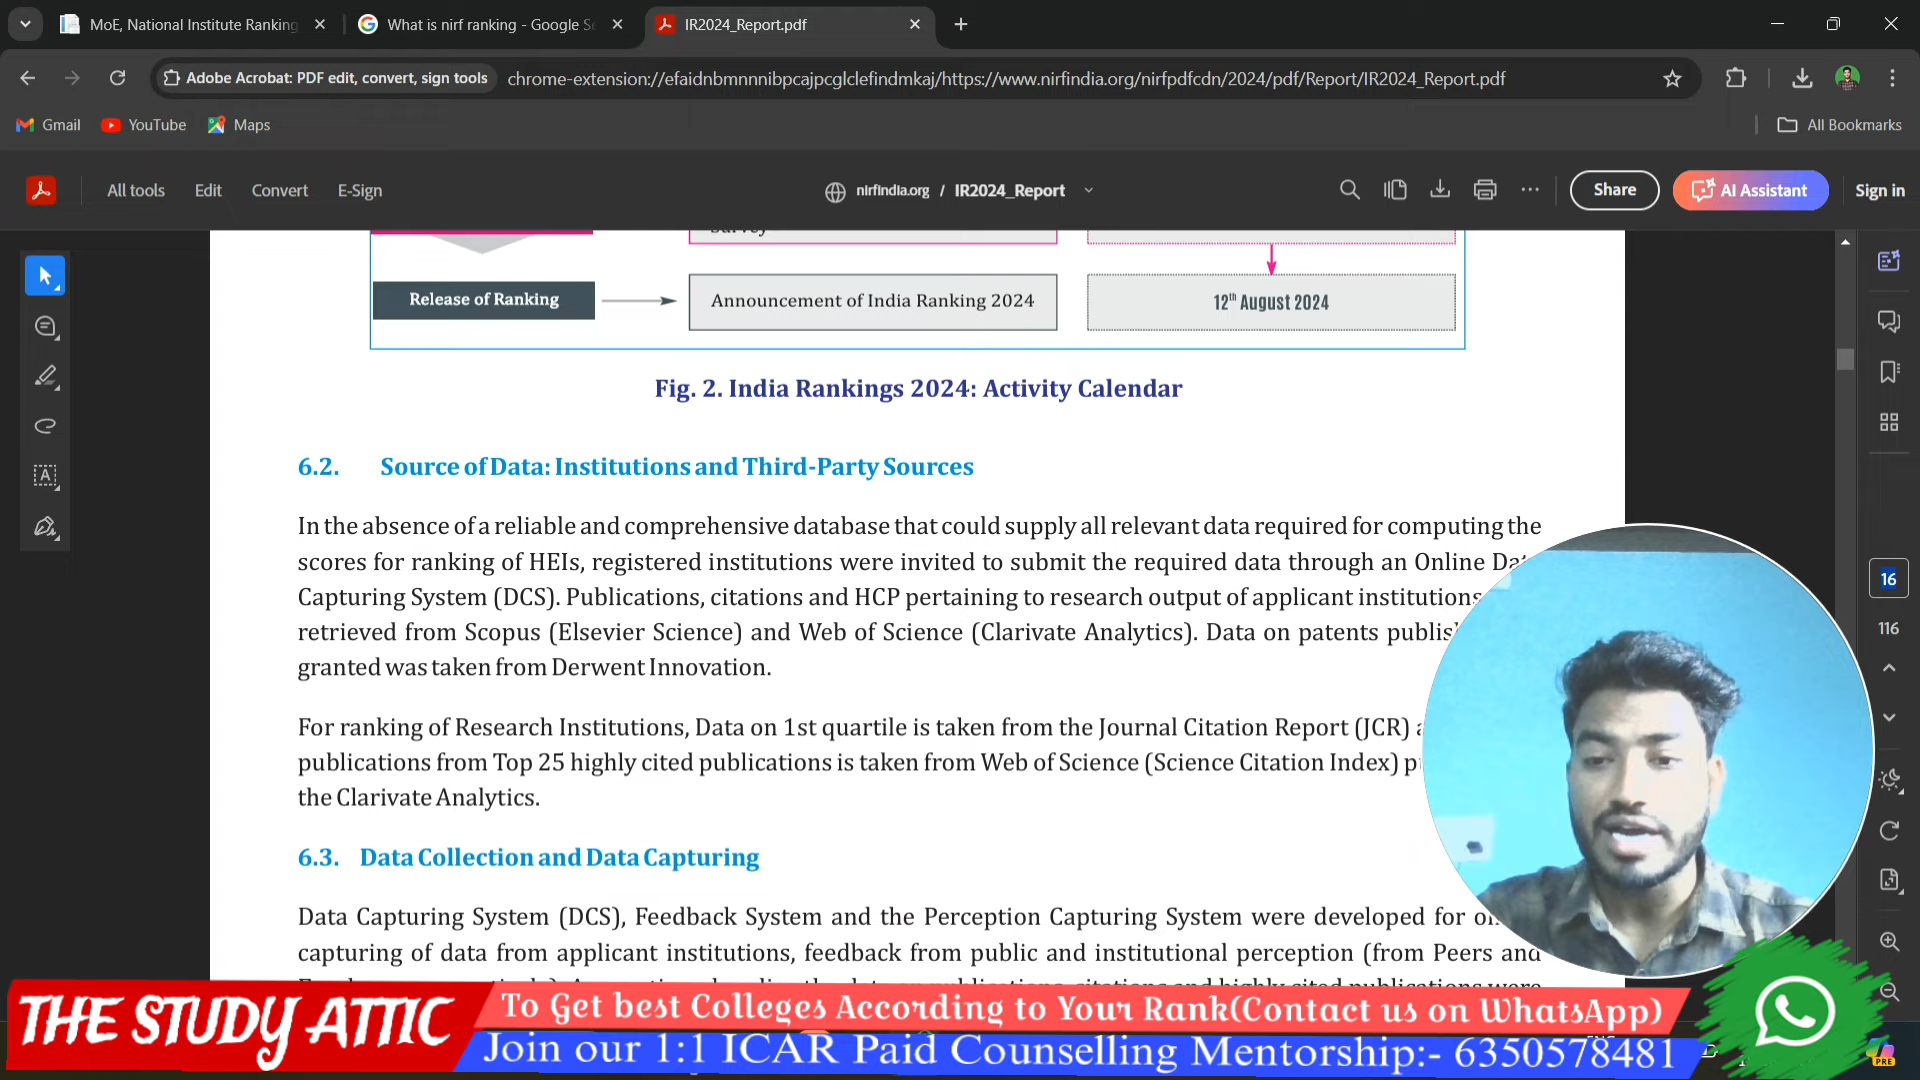 MoE, National Institute Ranking
What is nirf ranking - Google Se
IR2024_Report.pdf
Adobe Acrobat: PDF edit, convert, sign tools
chrome-extension://efaidnbmnnnibpcajpcglclefindmkaj/https://www.nirfindia.org/nirfpdfcdn/2024/pdf/Report/IR2024_Report.pdf
Gmail
YouTube
Maps
All Bookmarks
All tools
Edit
Convert
E-Sign
nirfindia.org / IR2024_Report
Share
AI Assistant
Sign in
Survey
Release of Ranking
Announcement of India Ranking 2024
12th August 2024
Fig. 2. India Rankings 2024: Activity Calendar
6.2. Source of Data: Institutions and Third-Party Sources
In the absence of a reliable and comprehensive database that could supply all relevant data required for computing the
scores for ranking of HEIs, registered institutions were invited to submit the required data through an Online
Capturing System (DCS). Publications, citations and HCP pertaining to research output of applicant institutions
retrieved from Scopus (Elsevier Science) and Web of Science (Clarivate Analytics). Data on patents
granted was taken from Derwent Innovation.
For ranking of Research Institutions, Data on 1st quartile is taken from the Journal Citation Report (JCR)
publications from Top 25 highly cited publications is taken from Web of Science (Science Citation Index)
the Clarivate Analytics.
6.3. Data Collection and Data Capturing
Data Capturing System (DCS), Feedback System and the Perception Capturing System were developed for
capturing of data from applicant institutions, feedback from public and institutional perception (from Peers and
16
116
THE STUDY ATTIC
To Get best Colleges According to Your Rank(Contact us on WhatsApp)
Join our 1:1 ICAR Paid Counselling Mentorship:- 6350578481
PRE